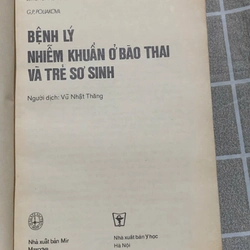 G.P. POLIAKOVA
BỆNH LÝ
NHIỄM KHUẨN Ở BÀO THAI
VÀ TRẺ SƠ SINH
Người dịch: Vũ Nhật Thăng
Nhà xuất bản Mir
Nhà xuất bản Y học
Hà Nội